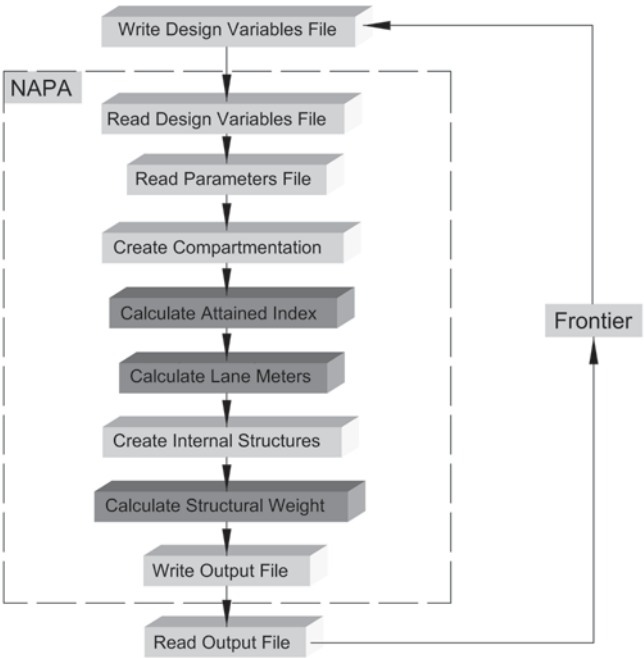 Write Design Variables File
NAPA
Read Design Variables File
Read Parameters File
Create Compartmentation
Calculate Attained Index
Frontier
Calculate Lane Meters
Create Internal Structures
Calculate Structural Weight
Write Output File
Read Output File